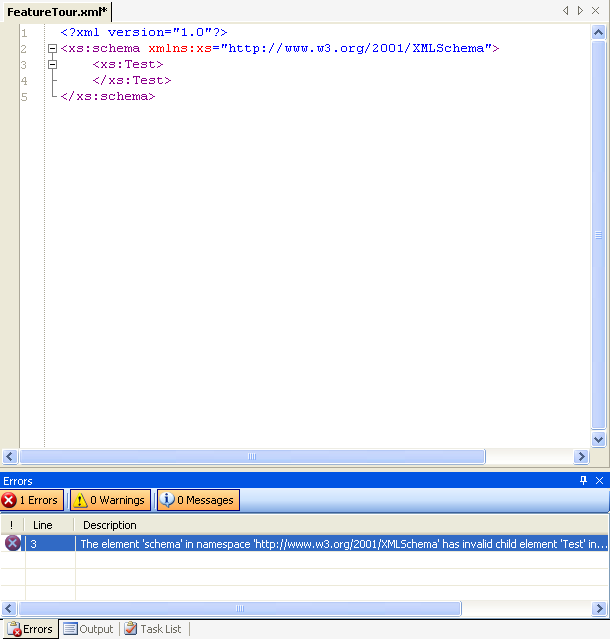 FeatureTour.xml*
1 <?xml version="1.0"?>
2 <xs:schema xmlns:xs="http://www.w3.org/2001/XMLSchema">
3 <xs:Test>
4 </xs:Test>
5 </xs:schema>
Errors
1 Errors 0 Warnings 0 Messages
! Line Description
3 The element 'schema' in namespace 'http://www.w3.org/2001/XMLSchema' has invalid child element 'Test' in...
Errors Output Task List